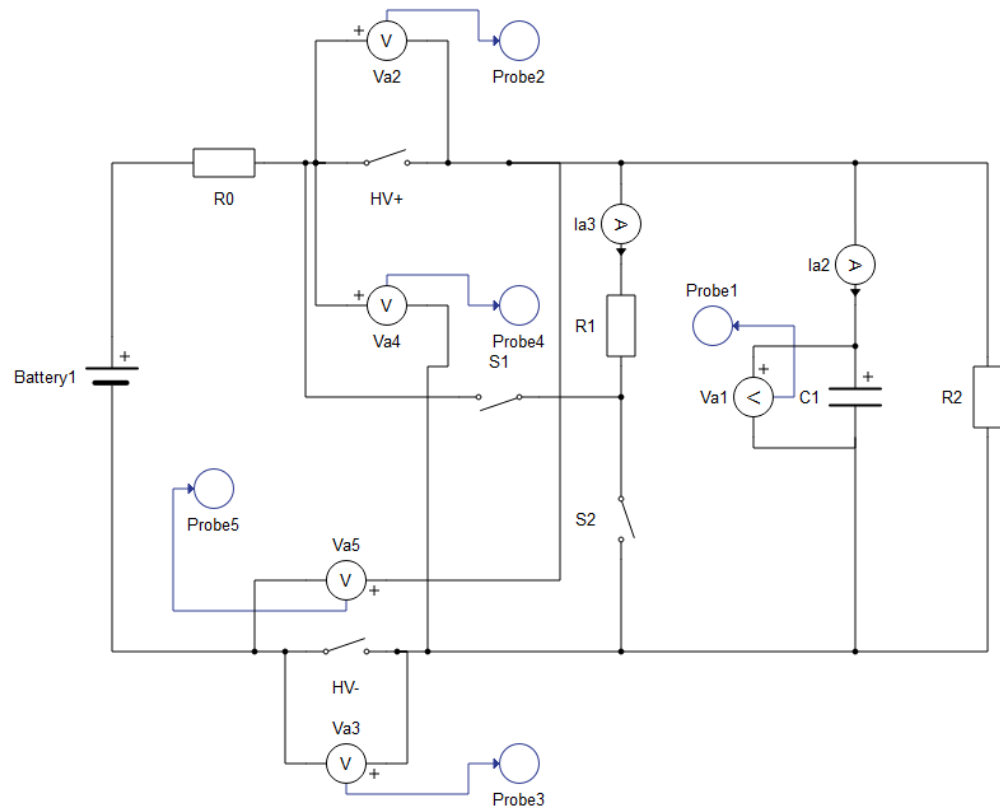 +
V
Va2
Probe2
R0
HV+
Ia3
A
+
V
Va4
Probe4
S1
R1
Ia2
A
Probe1
Battery1
+
+
V
Va1
+
C1
R2
Probe5
S2
Va5
V
+
HV-
Va3
V
+
Probe3